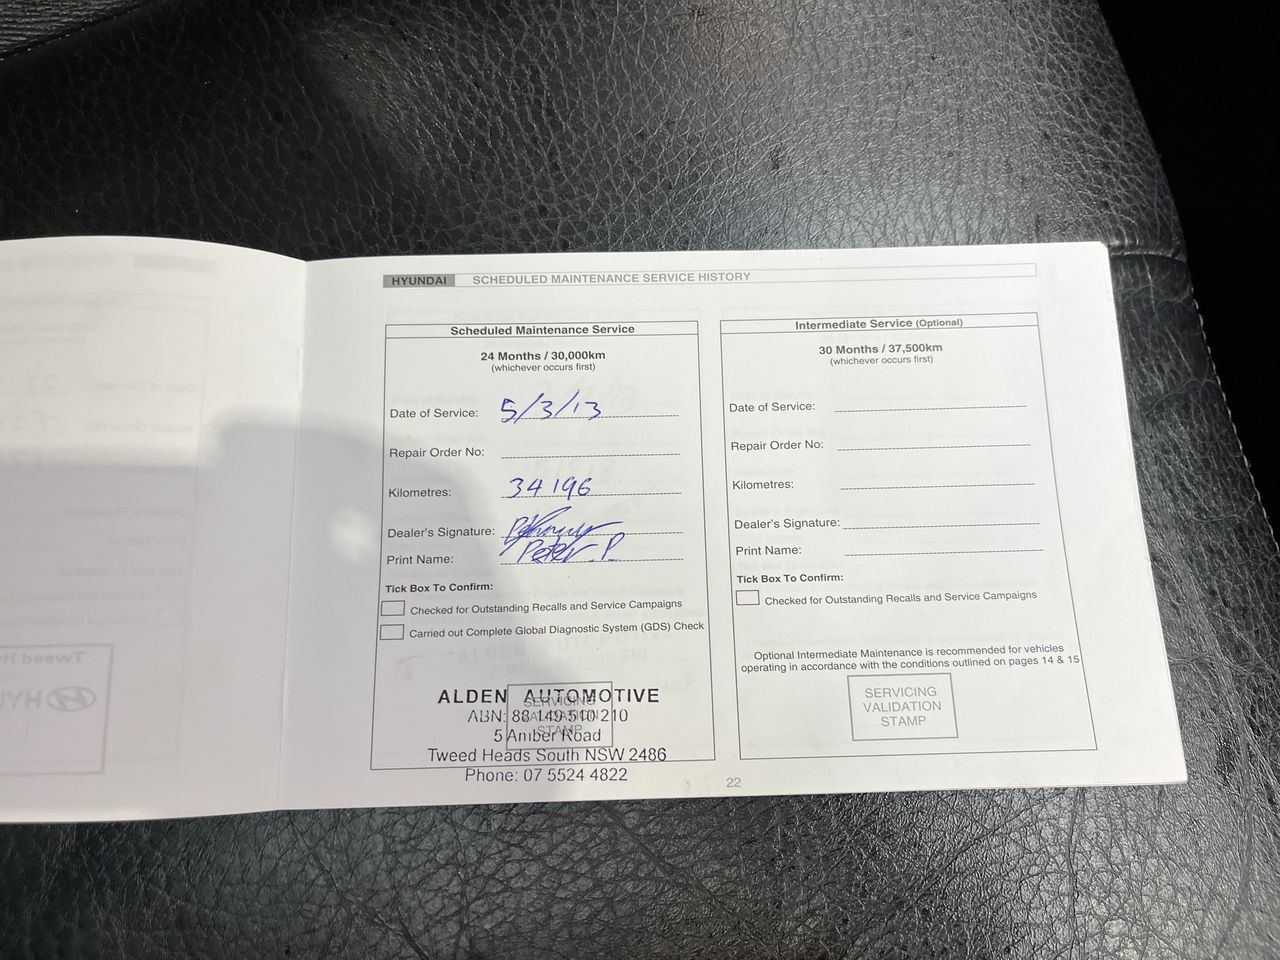 HYUNDAI SCHEDULED MAINTENANCE SERVICE HISTORY
Scheduled Maintenance Service
24 Months / 30,000km
(whichever occurs first)
Date of Service: 5/3/13
Repair Order No:
Kilometres: 34 196
Dealer's Signature:
Print Name: Peter. P.
Tick Box To Confirm:
Checked for Outstanding Recalls and Service Campaigns
Carried out Complete Global Diagnostic System (GDS) Check
SERVICING
VALIDATION
STAMP
ALDEN AUTOMOTIVE
ABN: 88 149 510 210
5 Amber Road
Tweed Heads South NSW 2486
Phone: 07 5524 4822
Intermediate Service (Optional)
30 Months / 37,500km
(whichever occurs first)
Date of Service:
Repair Order No:
Kilometres:
Dealer's Signature:
Print Name:
Tick Box To Confirm:
Checked for Outstanding Recalls and Service Campaigns
Optional Intermediate Maintenance is recommended for vehicles
operating in accordance with the conditions outlined on pages 14 & 15
SERVICING
VALIDATION
STAMP
22